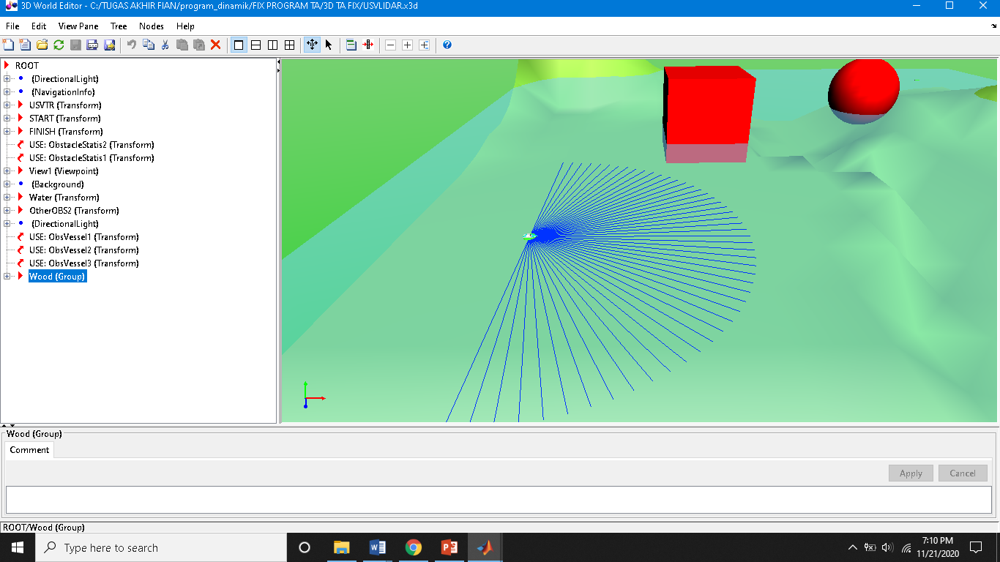 3D World Editor - C:/TUGAS AKHIR FIAN/program_dinamik/FIX PROGRAM TA/3D TA FIX/USVLIDAR.x3d
File Edit View Pane Tree Nodes Help
ROOT
(DirectionalLight)
(NavigationInfo)
USVTR (Transform)
START (Transform)
FINISH (Transform)
USE: ObstacleStatis2 (Transform)
USE: ObstacleStatis1 (Transform)
View1 (Viewpoint)
(Background)
Water (Transform)
OtherOBS2 (Transform)
(DirectionalLight)
USE: ObsVessel1 (Transform)
USE: ObsVessel2 (Transform)
USE: ObsVessel3 (Transform)
Wood (Group)
Wood (Group)
Comment
Apply Cancel
ROOT/Wood (Group)
Type here to search
7:10 PM
11/21/2020